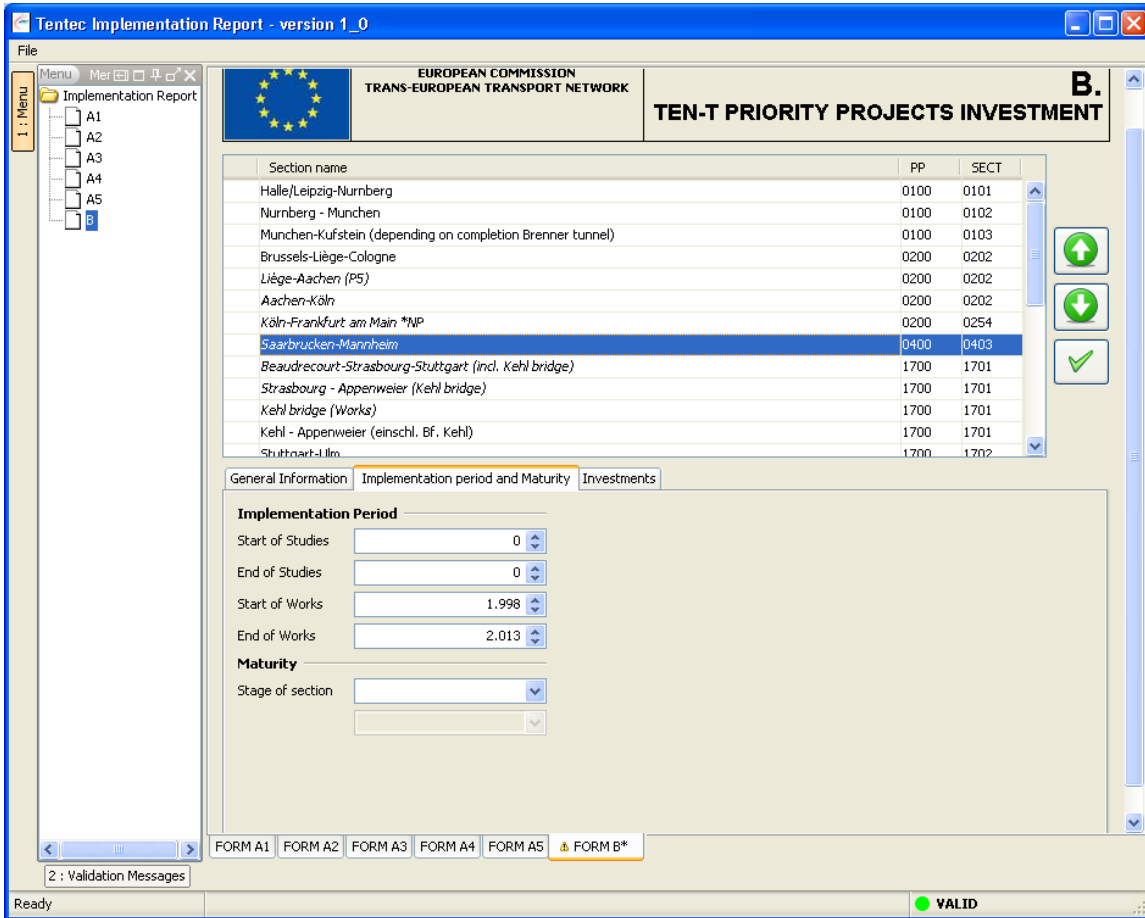 Tentec Implementation Report - version 1_0
File
1 : Menu
Menu
Mer
Implementation Report
A1
A2
A3
A4
A5
B
EUROPEAN COMMISSION
TRANS-EUROPEAN TRANSPORT NETWORK
B.
TEN-T PRIORITY PROJECTS INVESTMENT
Section name PP SECT
Halle/Leipzig-Nurnberg 0100 0101
Nurnberg - Munchen 0100 0102
Munchen-Kufstein (depending on completion Brenner tunnel) 0100 0103
Brussels-Liège-Cologne 0200 0202
Liège-Aachen (P5) 0200 0202
Aachen-Köln 0200 0202
Köln-Frankfurt am Main *NP 0200 0254
Saarbrucken-Mannheim 0400 0403
Beaudrecourt-Strasbourg-Stuttgart (incl. Kehl bridge) 1700 1701
Strasbourg - Appenweier (Kehl bridge) 1700 1701
Kehl bridge (Works) 1700 1701
Kehl - Appenweier (einschl. Bf. Kehl) 1700 1701
Stuttgart-Ulm 1700 1702
General Information Implementation period and Maturity Investments
Implementation Period
Start of Studies 0
End of Studies 0
Start of Works 1.998
End of Works 2.013
Maturity
Stage of section
FORM A1 FORM A2 FORM A3 FORM A4 FORM A5 FORM B*
2 : Validation Messages
Ready VALID